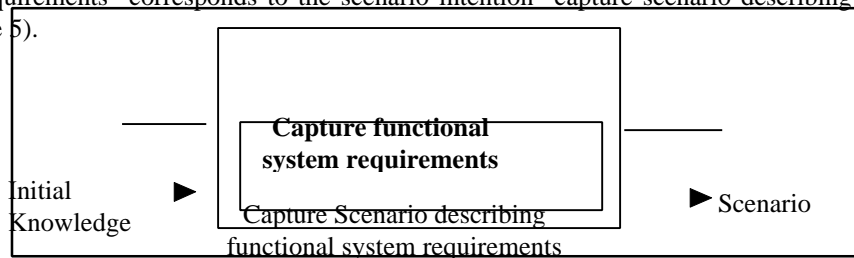 quirements" corresponds to the scenario intention "capture scenario describing
5).
Capture functional
system requirements
Initial
Knowledge
Capture Scenario describing
functional system requirements
Scenario